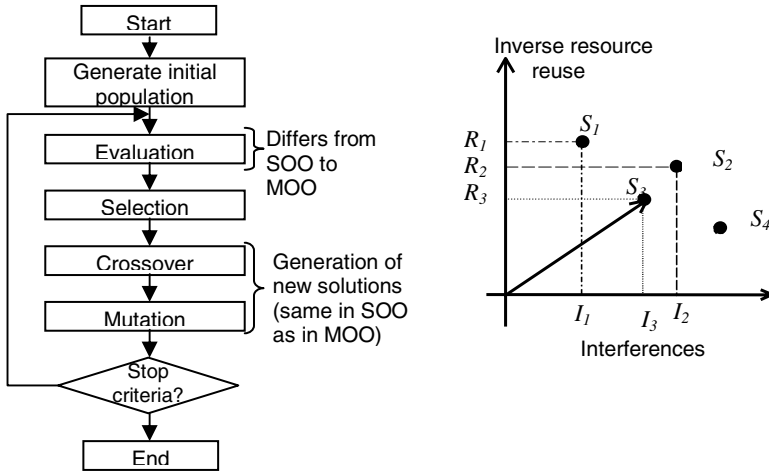 Start
Generate initial
population
Evaluation
Differs from
SOO to
MOO
Selection
Crossover
Generation of
new solutions
(same in SOO
as in MOO)
Mutation
Stop
criteria?
End
Inverse resource
reuse
R1
R2
R3
S1
S2
S3
S4
I1
I3
I2
Interferences